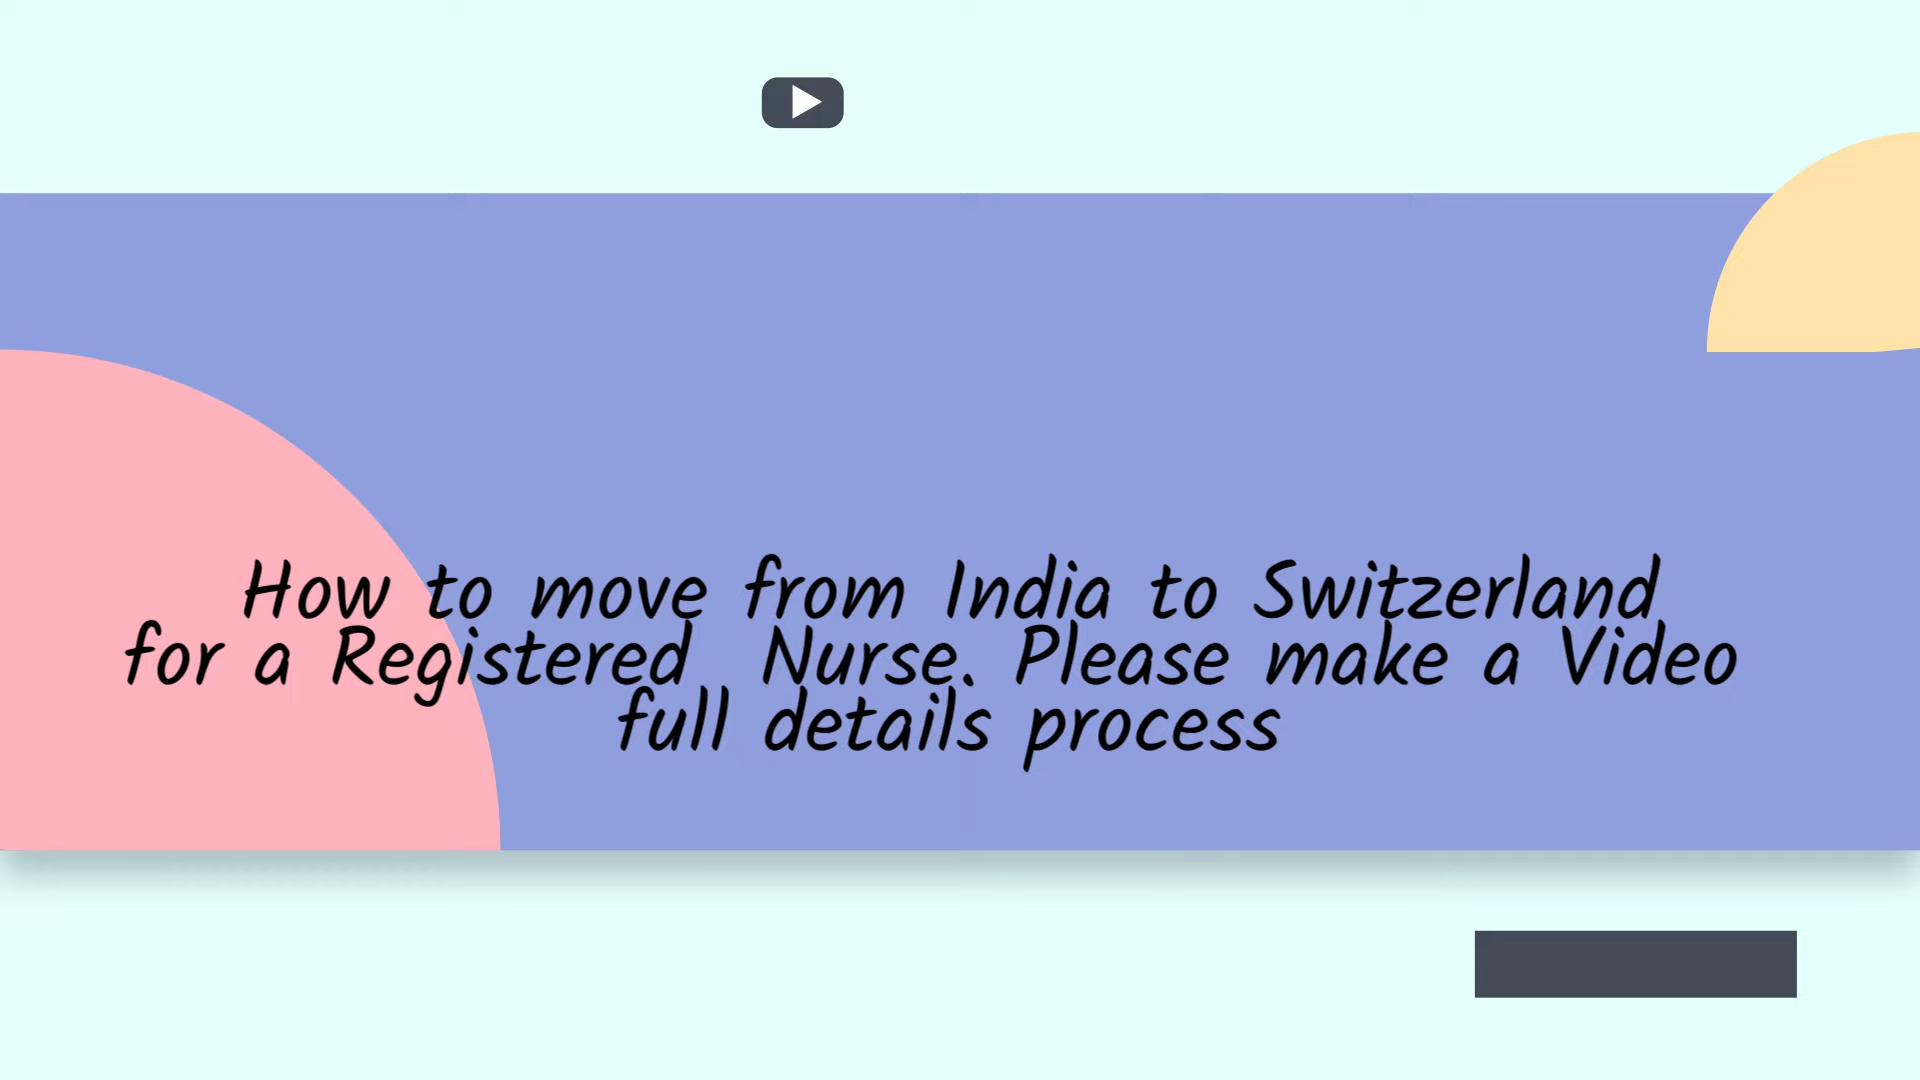 How to move from India to Switzerland
for a Registered  Nurse. Please make a Video
full details process